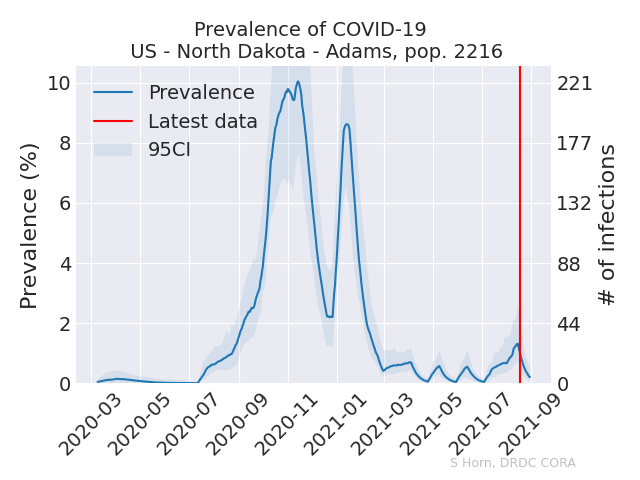 Prevalence of COVID-19
US - North Dakota - Adams, pop. 2216
Prevalence
Latest data
95CI
Prevalence (%)
10
8
6
4
2
0
221
177
132
88
44
0
# of infections
2020-03
2020-05
2020-07
2020-09
2020-11
2021-01
2021-03
2021-05
2021-07
2021-09
S Horn, DRDC CORA